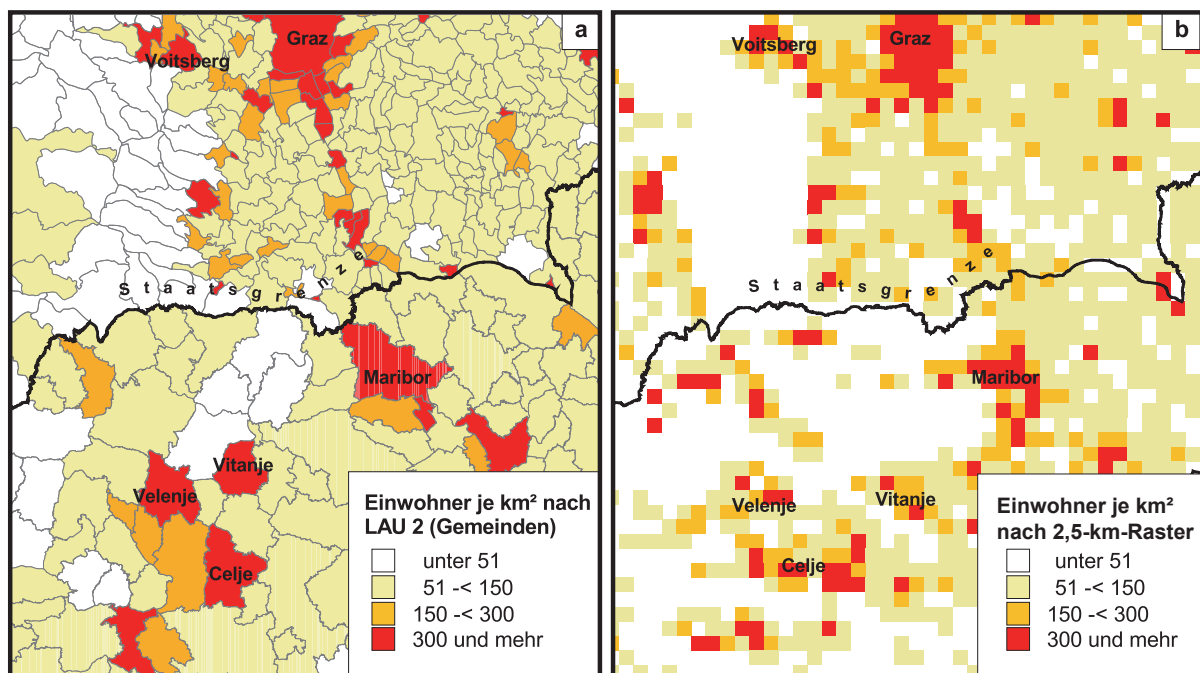 a
Graz
Voitsberg
Staatsgrenze
Maribor
Vitanje
Velenje
Celje
Einwohner je km² nach
LAU 2 (Gemeinden)
unter 51
51 -< 150
150 -< 300
300 und mehr
b
Graz
Voitsberg
Staatsgrenze
Maribor
Velenje
Vitanje
Celje
Einwohner je km²
nach 2,5-km-Raster
unter 51
51 -< 150
150 -< 300
300 und mehr